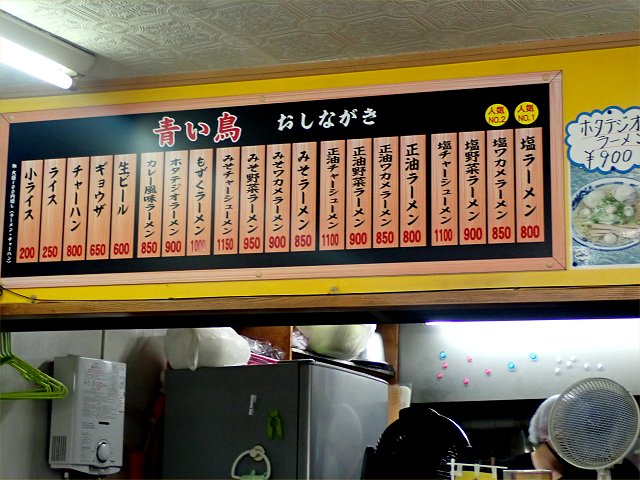 青い鳥 おしながき
人気 NO.1
人気 NO.2
塩ラーメン 800
塩ワカメラーメン 850
塩野菜ラーメン 900
塩チャーシューメン 1100
正油ラーメン 800
正油ワカメラーメン 850
正油野菜ラーメン 900
正油チャーシューメン 1100
みそラーメン 850
みそワカメラーメン 900
みそ野菜ラーメン 950
みそチャーシューメン 1150
もずくラーメン 1000
ホタテジオラーメン 900
カレー風味ラーメン 850
生ビール 600
ギョウザ 650
チャーハン 800
ライス 250
小ライス 200
ホタテジオ
ラーメン
¥900